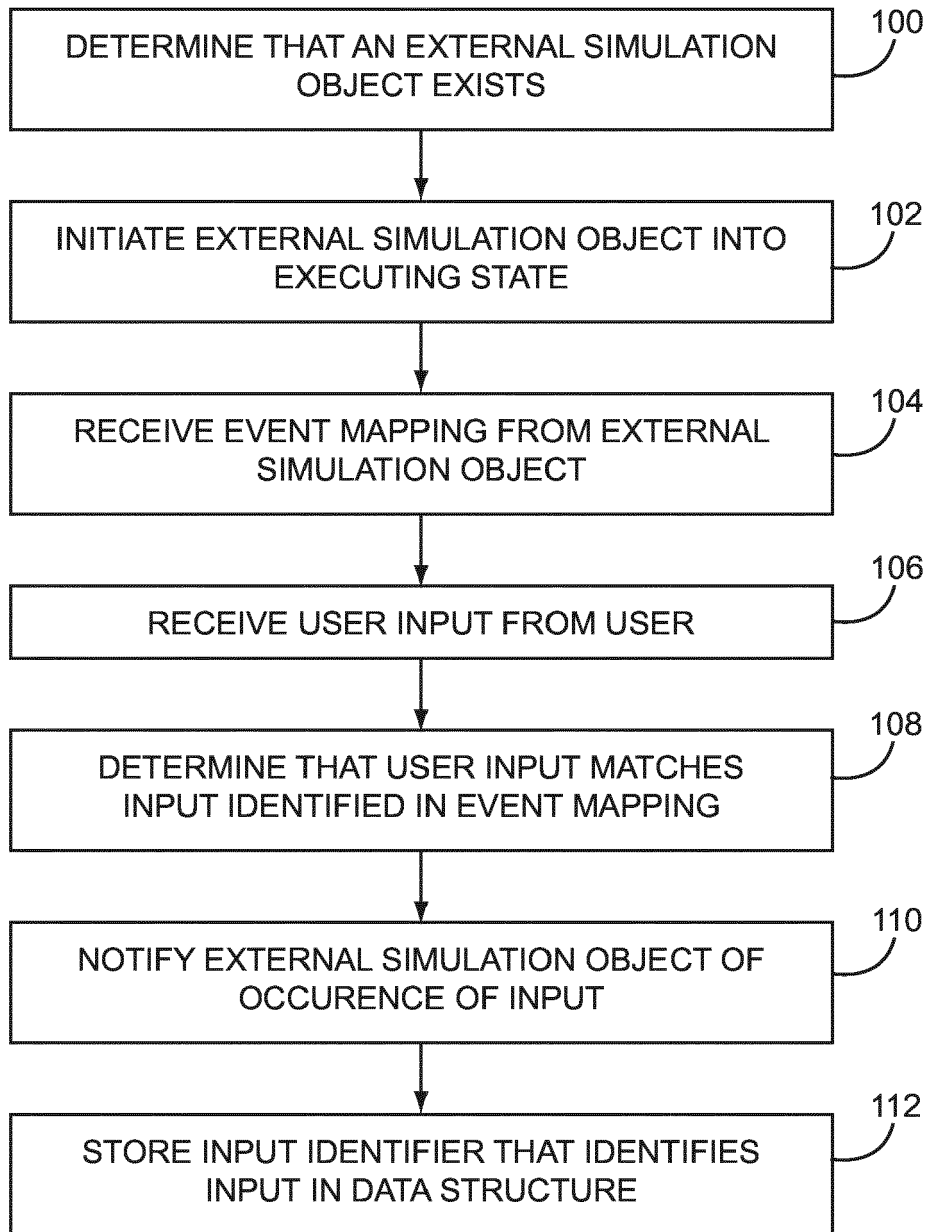 100
DETERMINE THAT AN EXTERNAL SIMULATION
OBJECT EXISTS
102
INITIATE EXTERNAL SIMULATION OBJECT INTO
EXECUTING STATE
104
RECEIVE EVENT MAPPING FROM EXTERNAL
SIMULATION OBJECT
106
RECEIVE USER INPUT FROM USER
108
DETERMINE THAT USER INPUT MATCHES
INPUT IDENTIFIED IN EVENT MAPPING
110
NOTIFY EXTERNAL SIMULATION OBJECT OF
OCCURENCE OF INPUT
112
STORE INPUT IDENTIFIER THAT IDENTIFIES
INPUT IN DATA STRUCTURE